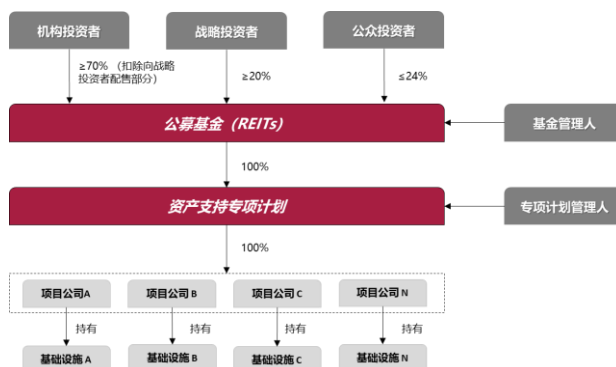 机构投资者 战略投资者 公众投资者
≥70% （扣除向战略
投资者配售部分）
≥20%
≤24%
公募基金（REITs） 基金管理人
100%
资产支持专项计划 专项计划管理人
100%
项目公司A 项目公司 B 项目公司 C 项目公司 N
持有 持有 持有 持有
基础设施 A 基础设施 B 基础设施 C 基础设施 N